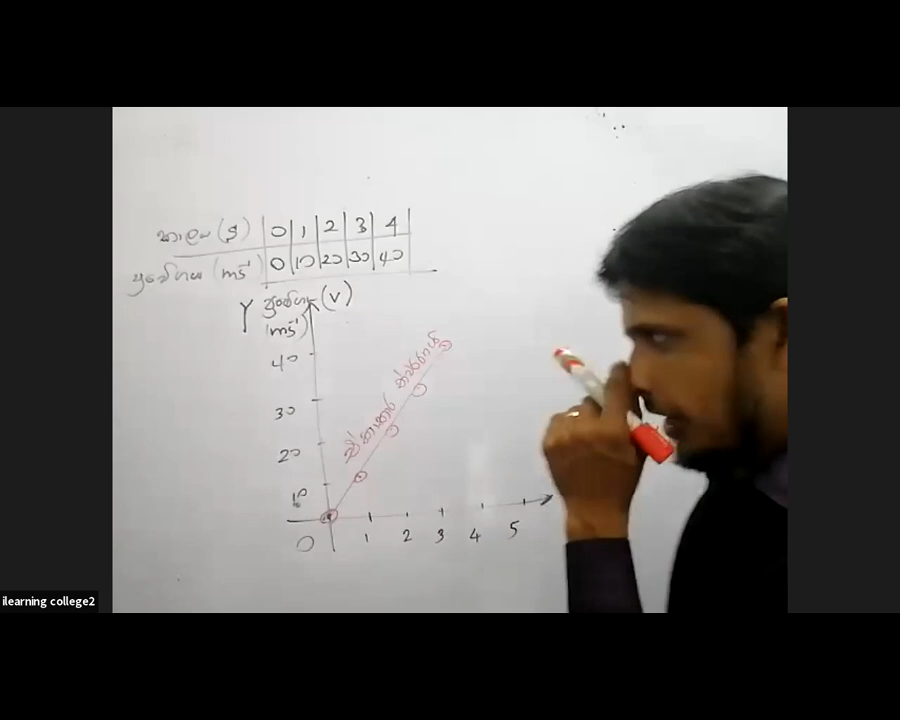 කාලය (s) 0 1 2 3 4
ප්‍රවේගය (ms⁻¹) 0 10 20 30 40
Y ප්‍රවේගය (v)
(ms⁻¹)
40
30
20
10
ඒකාකාර ත්වරණය
0 1 2 3 4 5
ilearning college2